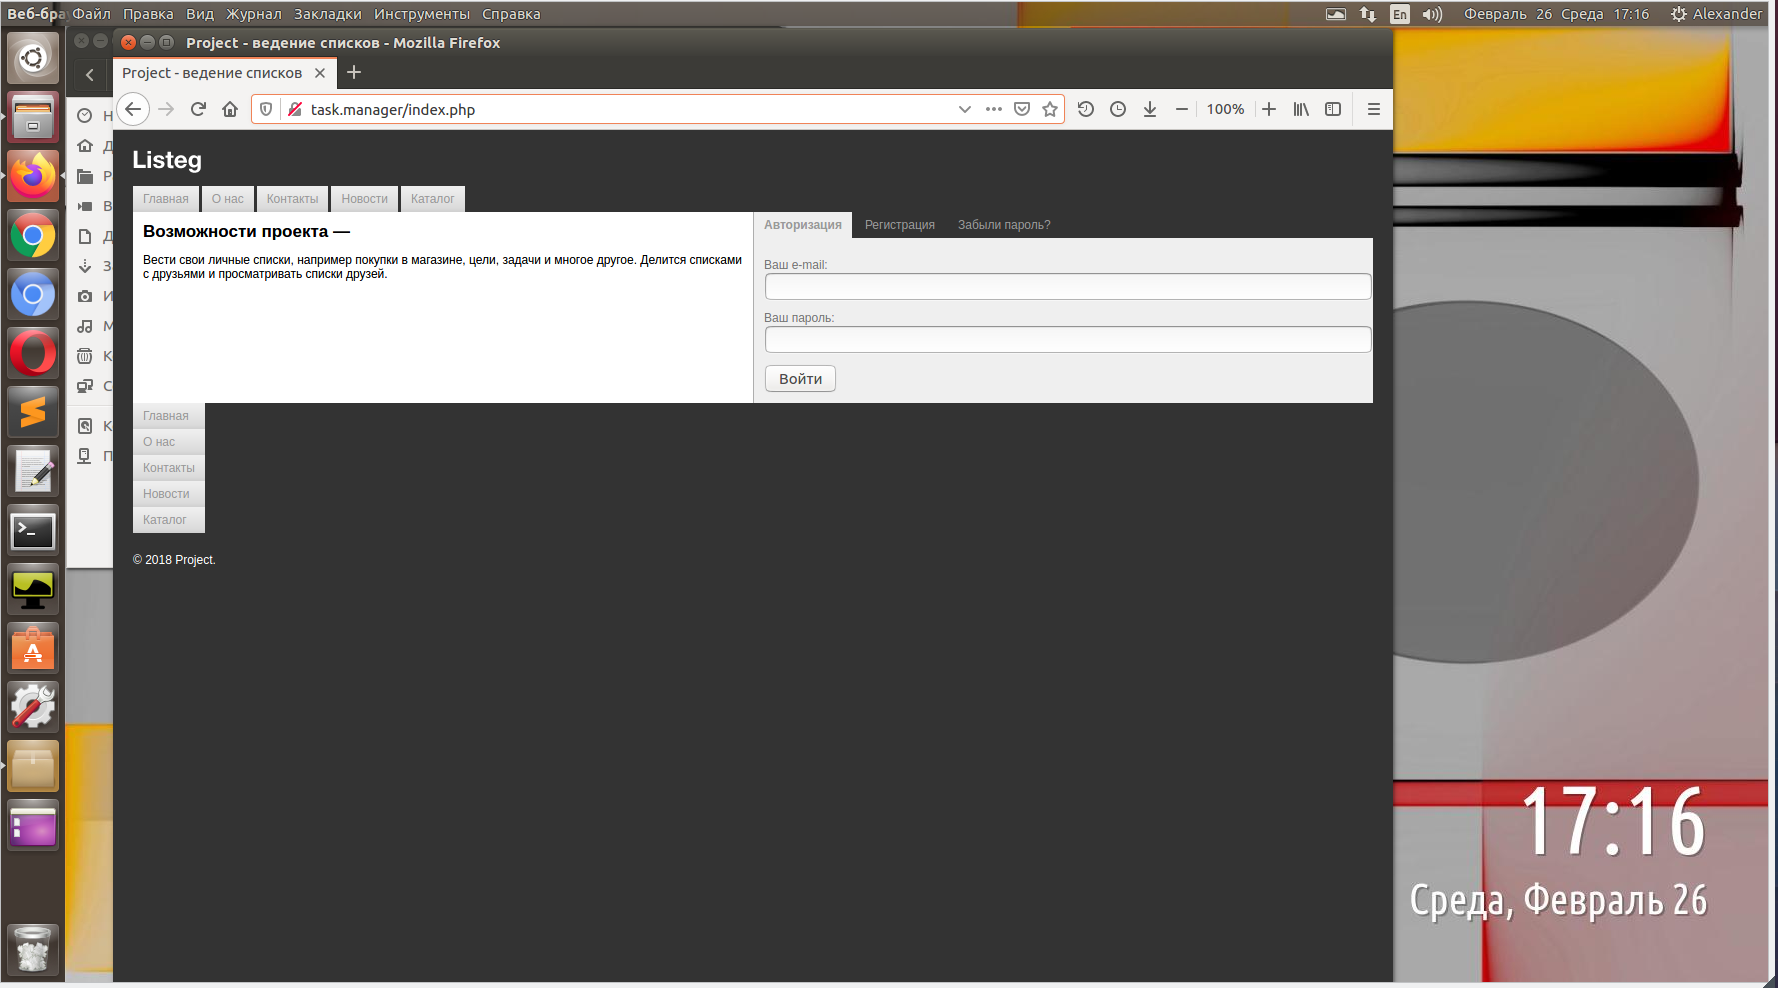 Веб-бра Файл Правка Вид Журнал Закладки Инструменты Справка
En Февраль 26 Среда 17:16 Alexander
Project - ведение списков - Mozilla Firefox
Project - ведение списков
task.manager/index.php
100%
Listeg
Главная О нас Контакты Новости Каталог
Возможности проекта —
Вести свои личные списки, например покупки в магазине, цели, задачи и многое другое. Делится списками
с друзьями и просматривать списки друзей.
Авторизация Регистрация Забыли пароль?
Ваш e-mail:
Ваш пароль:
Войти
Главная
О нас
Контакты
Новости
Каталог
© 2018 Project.
17:16
Среда, Февраль 26